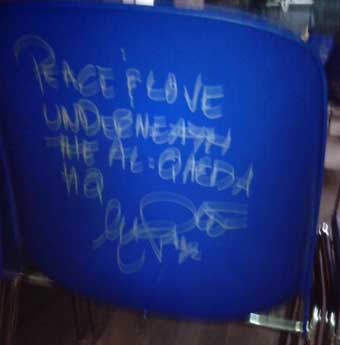 PEACE & LOVE
UNDERNEATH
THE AL-QAEDA
HQ